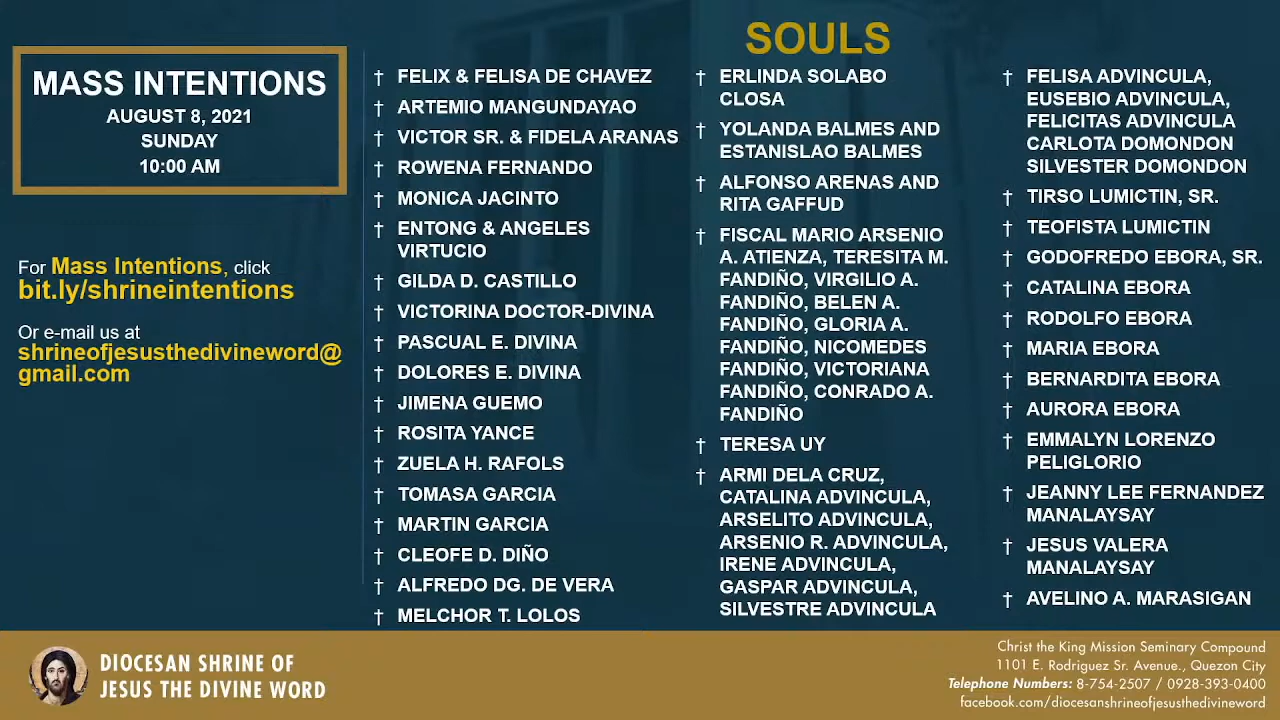 MASS INTENTIONS
AUGUST 8, 2021
SUNDAY
10:00 AM
For Mass Intentions, click
bit.ly/shrineintentions
Or e-mail us at
shrineofjesusthedivineword@
gmail.com
SOULS
† FELIX & FELISA DE CHAVEZ
† ARTEMIO MANGUNDAYAO
† VICTOR SR. & FIDELA ARANAS
† ROWENA FERNANDO
† MONICA JACINTO
† ENTONG & ANGELES
VIRTUCIO
† GILDA D. CASTILLO
† VICTORINA DOCTOR-DIVINA
† PASCUAL E. DIVINA
† DOLORES E. DIVINA
† JIMENA GUEMO
† ROSITA YANCE
† ZUELA H. RAFOLS
† TOMASA GARCIA
† MARTIN GARCIA
† CLEOFE D. DIÑO
† ALFREDO DG. DE VERA
† MELCHOR T. LOLOS
† ERLINDA SOLABO
CLOSA
† YOLANDA BALMES AND
ESTANISLAO BALMES
† ALFONSO ARENAS AND
RITA GAFFUD
† FISCAL MARIO ARSENIO
A. ATIENZA, TERESITA M.
FANDIÑO, VIRGILIO A.
FANDIÑO, BELEN A.
FANDIÑO, GLORIA A.
FANDIÑO, NICOMEDES
FANDIÑO, VICTORIANA
FANDIÑO, CONRADO A.
FANDIÑO
† TERESA UY
† ARMI DELA CRUZ,
CATALINA ADVINCULA,
ARSELITO ADVINCULA,
ARSENIO R. ADVINCULA,
IRENE ADVINCULA,
GASPAR ADVINCULA,
SILVESTRE ADVINCULA
† FELISA ADVINCULA,
EUSEBIO ADVINCULA,
FELICITAS ADVINCULA
CARLOTA DOMONDON
SILVESTER DOMONDON
† TIRSO LUMICTIN, SR.
† TEOFISTA LUMICTIN
† GODOFREDO EBORA, SR.
† CATALINA EBORA
† RODOLFO EBORA
† MARIA EBORA
† BERNARDITA EBORA
† AURORA EBORA
† EMMALYN LORENZO
PELIGLORIO
† JEANNY LEE FERNANDEZ
MANALAYSAY
† JESUS VALERA
MANALAYSAY
† AVELINO A. MARASIGAN
DIOCESAN SHRINE OF
JESUS THE DIVINE WORD
Christ the King Mission Seminary Compound
1101 E. Rodriguez Sr. Avenue., Quezon City
Telephone Numbers: 8-754-2507 / 0928-393-0400
facebook.com/diocesanshrineofjesusthedivineword